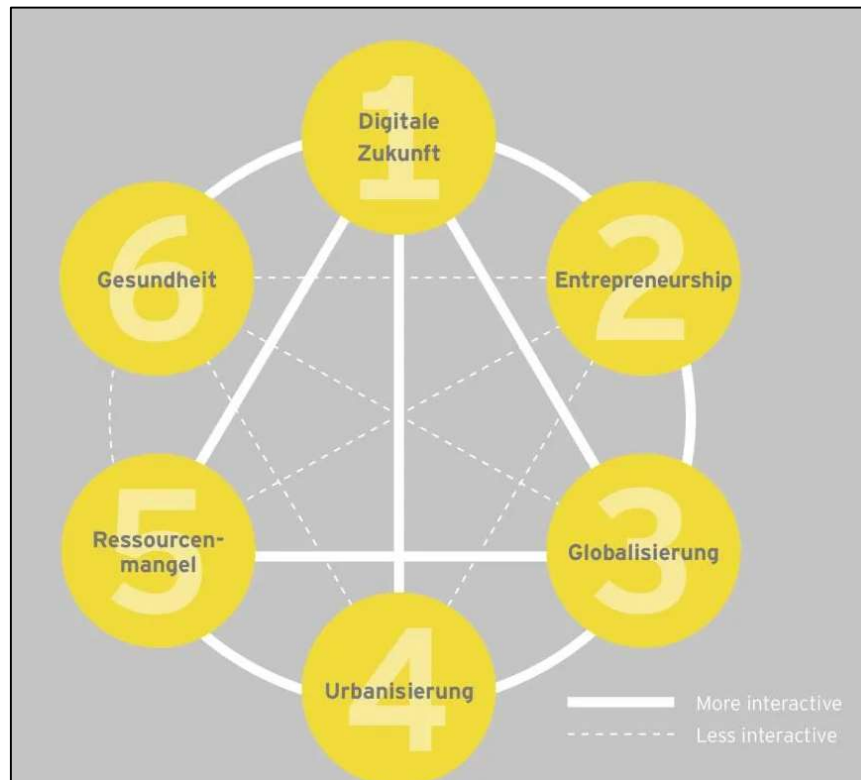 1
Digitale
Zukunft
2
Entrepreneurship
3
Globalisierung
4
Urbanisierung
5
Ressourcen-
mangel
6
Gesundheit
More interactive
Less interactive